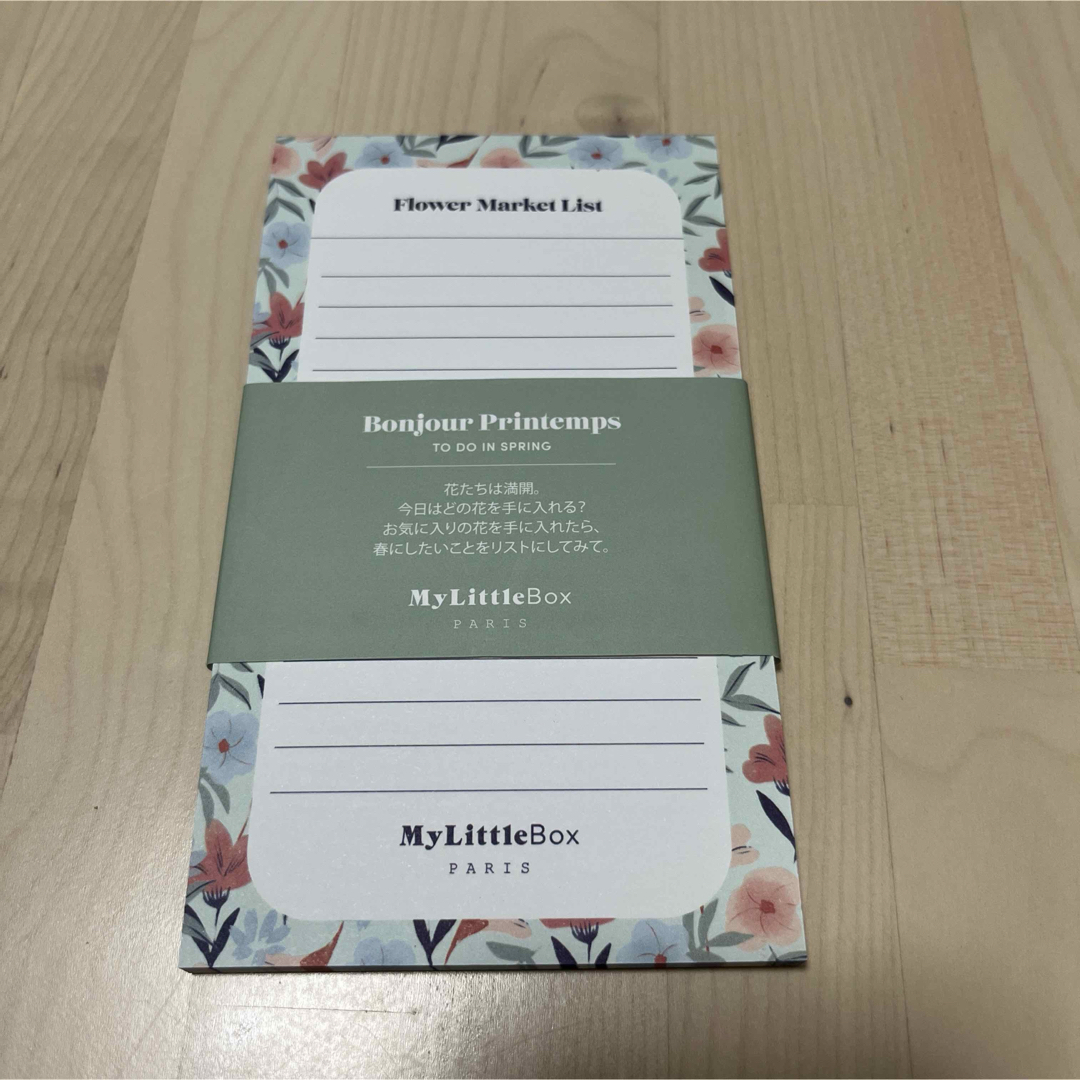 Flower Market List
Bonjour Printemps
TO DO IN SPRING
花たちは満開。
今日はどの花を手に入れる?
お気に入りの花を手に入れたら、
春にしたいことをリストにしてみて。
MyLittleBox
PARIS
MyLittleBox
PARIS